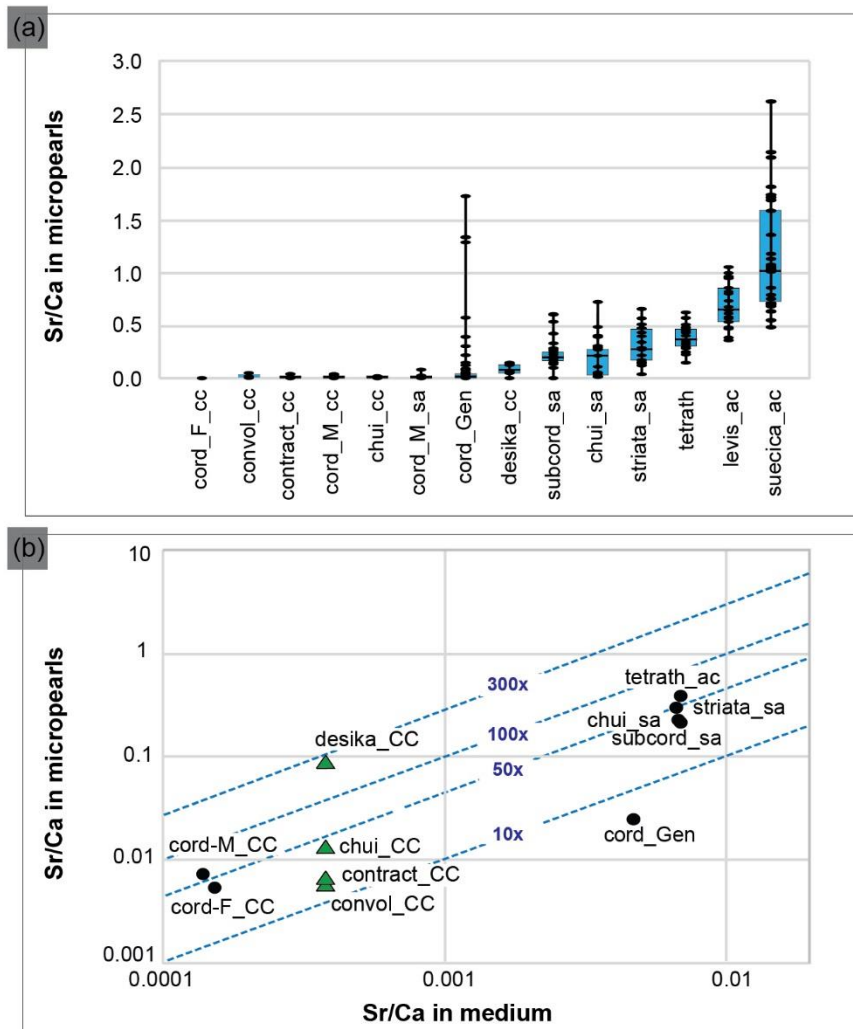 (a)
Sr/Ca in micropearls
3.0
2.5
2.0
1.5
1.0
0.5
0.0
cord_F_cc
convol_cc
contract_cc
cord_M_cc
chui_cc
cord_M_sa
cord_Gen
desika_cc
subcord_sa
chui_sa
striata_sa
tetrath
levis_ac
suecica_ac
(b)
Sr/Ca in micropearls
10
1
0.1
0.01
0.001
300x
100x
50x
10x
tetrath_ac
striata_sa
chui_sa
subcord_sa
desika_CC
cord_Gen
cord-M_CC
chui_CC
contract_CC
cord-F_CC
convol_CC
0.0001
0.001
0.01
Sr/Ca in medium